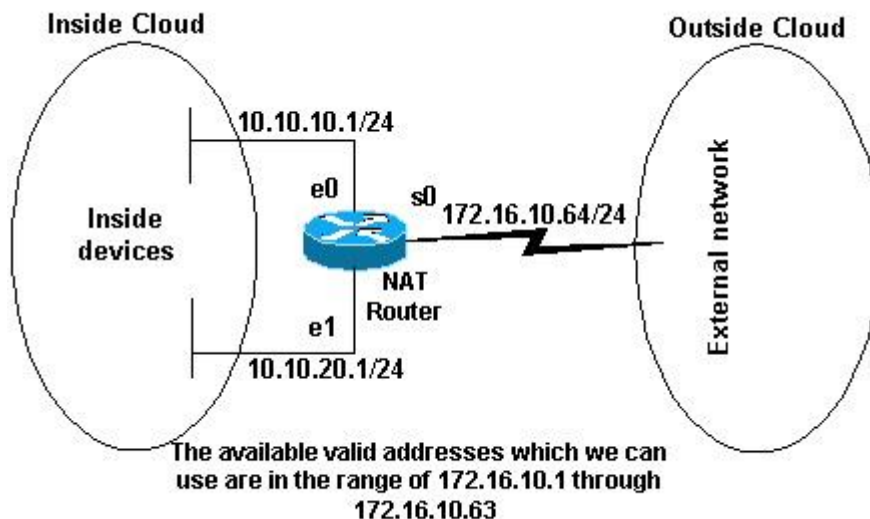 Inside Cloud
Outside Cloud
10.10.10.1/24
e0
s0
172.16.10.64/24
Inside
devices
NAT
Router
External network
e1
10.10.20.1/24
The available valid addresses which we can
use are in the range of 172.16.10.1 through
172.16.10.63